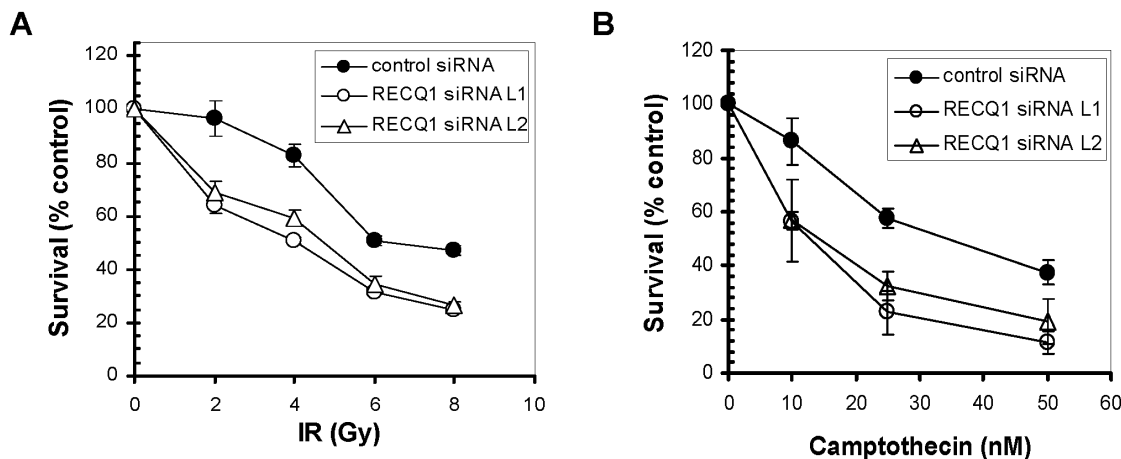 A
120
100
80
60
40
20
0
Survival (% control)
control siRNA
RECQ1 siRNA L1
RECQ1 siRNA L2
0 2 4 6 8 10
IR (Gy)
B
120
100
80
60
40
20
0
Survival (% control)
control siRNA
RECQ1 siRNA L1
RECQ1 siRNA L2
0 10 20 30 40 50 60
Camptothecin (nM)